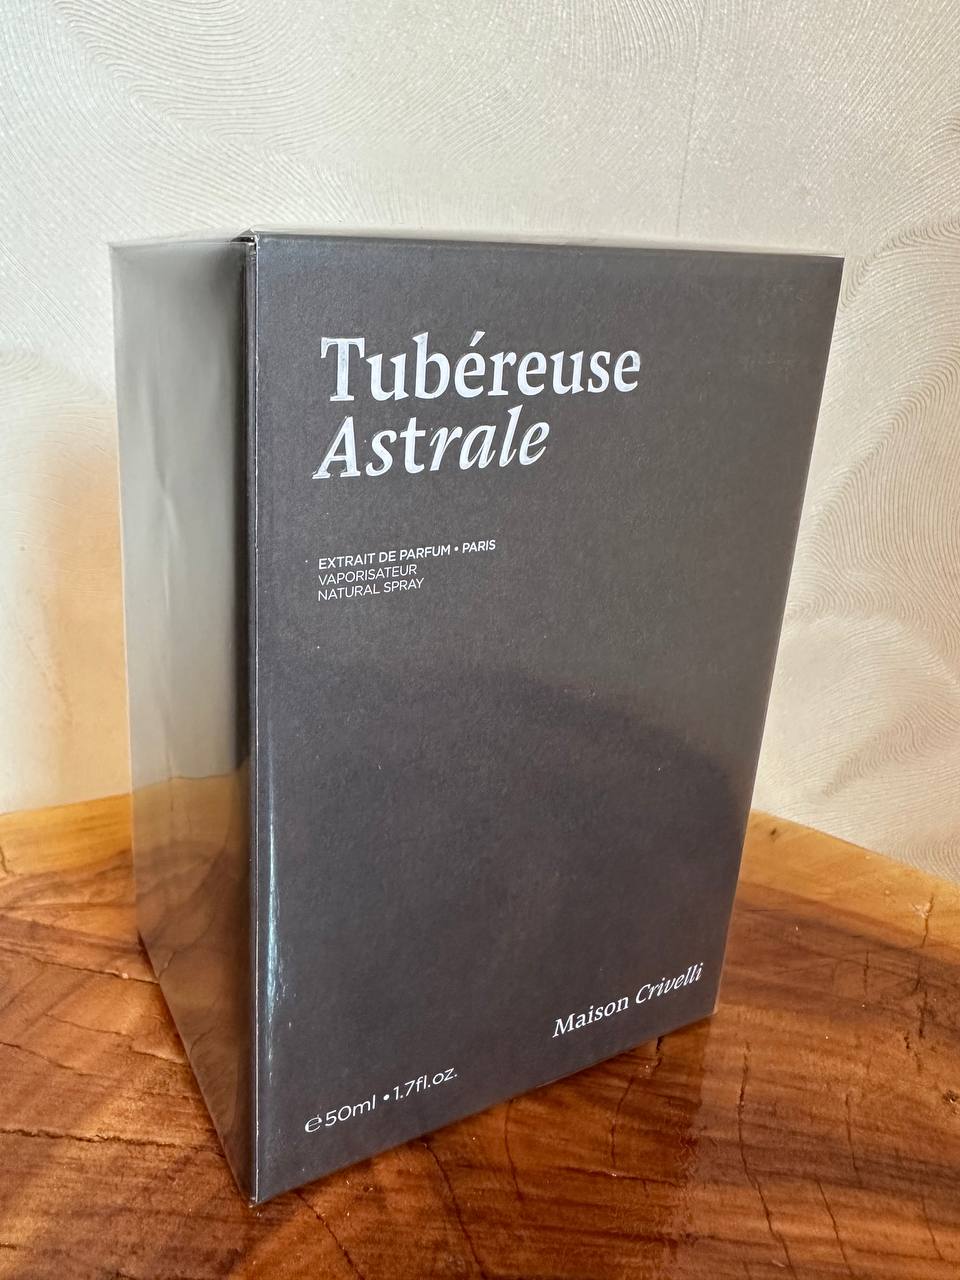 Tubéreuse
Astrale
EXTRAIT DE PARFUM • PARIS
VAPORISATEUR
NATURAL SPRAY
Maison Crivelli
℮ 50ml • 1.7fl.oz.